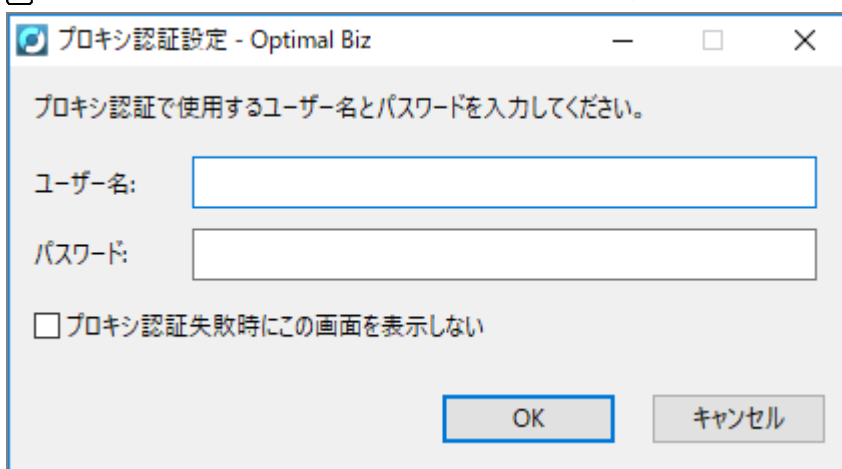 プロキシ認証設定 - Optimal Biz
プロキシ認証で使用するユーザー名とパスワードを入力してください。
ユーザー名:
パスワード:
プロキシ認証失敗時にこの画面を表示しない
OK キャンセル